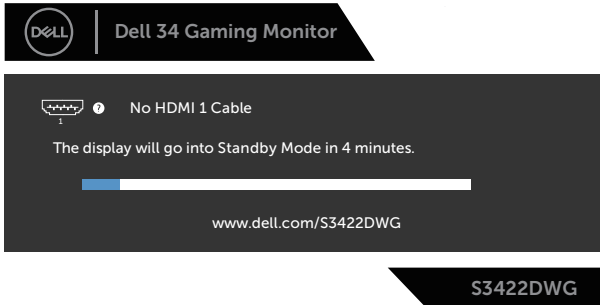 DELL
Dell 34 Gaming Monitor
? No HDMI 1 Cable
1
The display will go into Standby Mode in 4 minutes.
www.dell.com/S3422DWG
S3422DWG